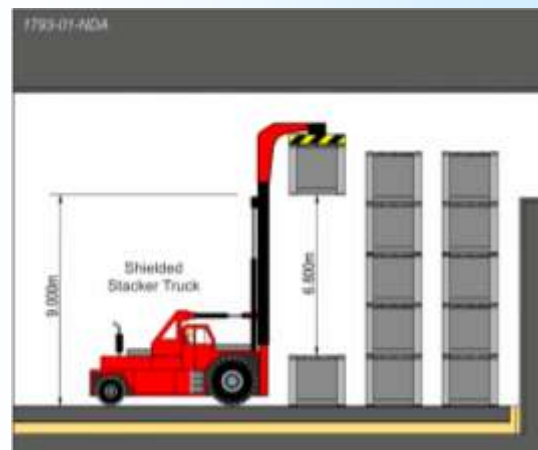 1793-01-NDA
9.000m
Shielded
Stacker Truck
6.800m